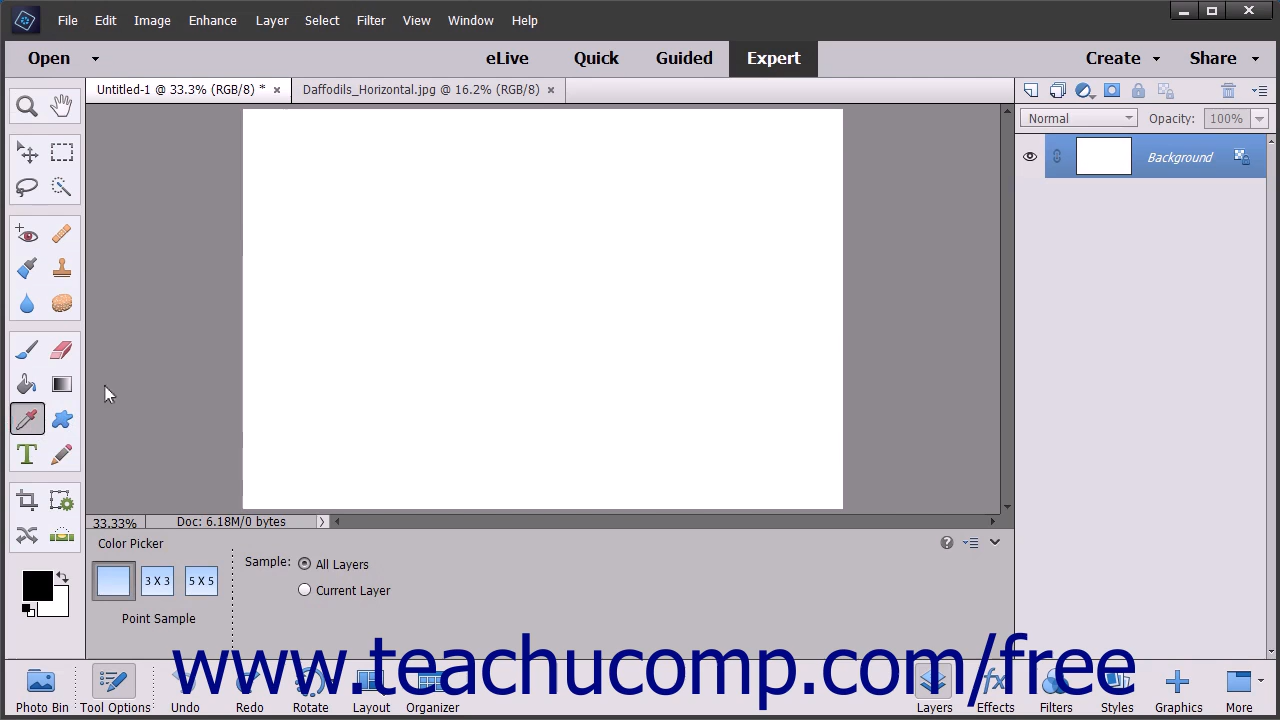 File Edit Image Enhance Layer Select Filter View Window Help
Open eLive Quick Guided Expert Create Share
Untitled-1 @ 33.3% (RGB/8) * × Daffodils_Horizontal.jpg @ 16.2% (RGB/8) ×
Normal Opacity: 100%
Background
T
33.33% Doc: 6.18M/0 bytes
Color Picker
Sample: All Layers
3 X 3 5 X 5
Current Layer
Point Sample
www.teachucomp.com/free
Photo Bin Tool Options Undo Redo Rotate Layout Organizer Layers Effects Filters Styles Graphics More